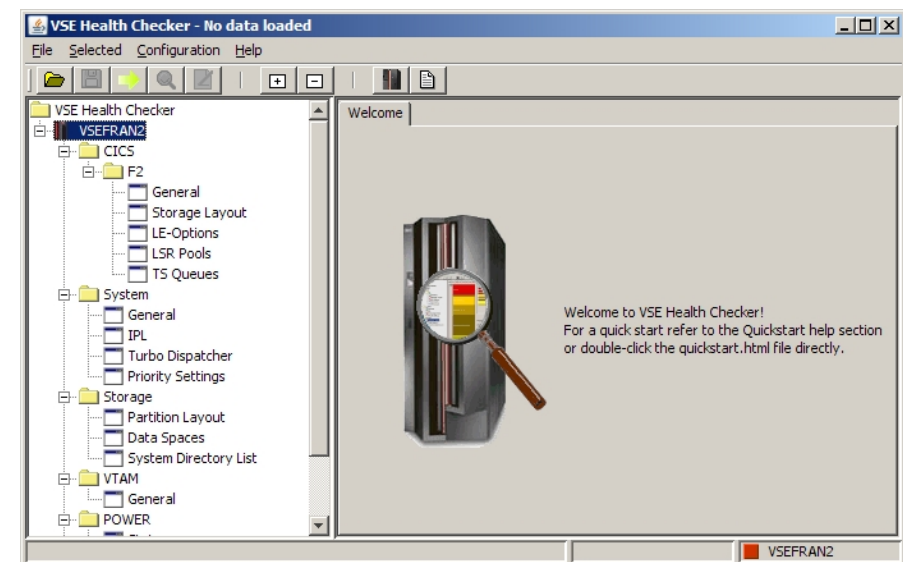 VSE Health Checker - No data loaded
File Selected Configuration Help
VSE Health Checker
VSEFRAN2
CICS
F2
General
Storage Layout
LE-Options
LSR Pools
TS Queues
System
General
IPL
Turbo Dispatcher
Priority Settings
Storage
Partition Layout
Data Spaces
System Directory List
VTAM
General
POWER
Welcome
Welcome to VSE Health Checker!
For a quick start refer to the Quickstart help section
or double-click the quickstart.html file directly.
VSEFRAN2